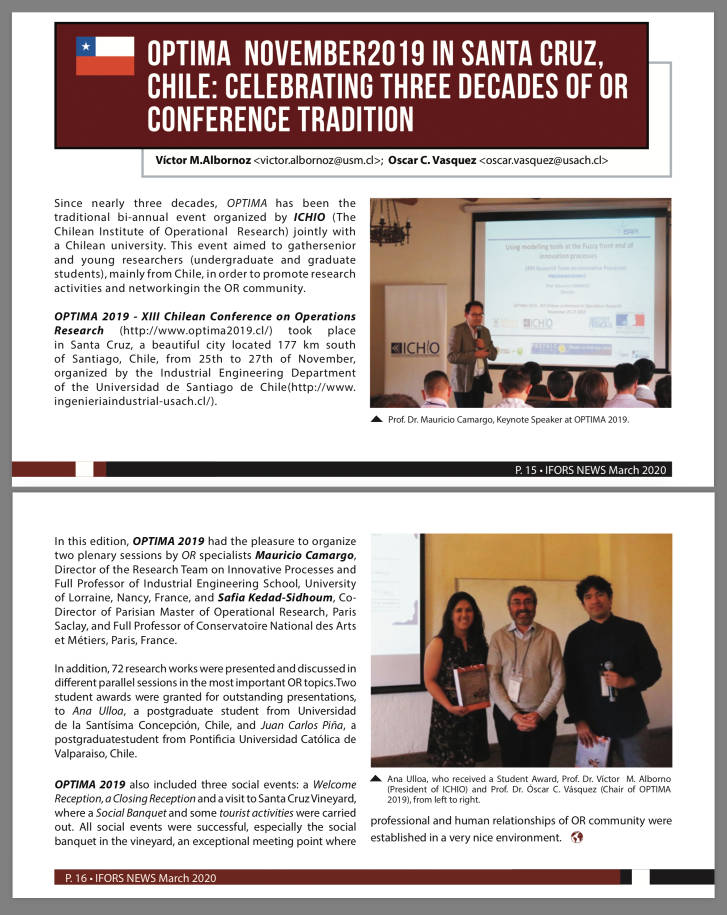 OPTIMA NOVEMBER2019 IN SANTA CRUZ,
CHILE: CELEBRATING THREE DECADES OF OR
CONFERENCE TRADITION
Víctor M.Albornoz <victor.albornoz@usm.cl>; Oscar C. Vasquez <oscar.vasquez@usach.cl>
Since nearly three decades, OPTIMA has been the
traditional bi-annual event organized by ICHIO (The
Chilean Institute of Operational Research) jointly with
a Chilean university. This event aimed to gathersenior
and young researchers (undergraduate and graduate
students), mainly from Chile, in order to promote research
activities and networkingin the OR community.
OPTIMA 2019 - XIII Chilean Conference on Operations
Research (http://www.optima2019.cl/) took place
in Santa Cruz, a beautiful city located 177 km south
of Santiago, Chile, from 25th to 27th of November,
organized by the Industrial Engineering Department
of the Universidad de Santiago de Chile(http://www.
ingenieriaindustrial-usach.cl/).
Using modelling tools at the Fuzzy front end of
innovation processes
ICHIO
ICHIO
Prof. Dr. Mauricio Camargo, Keynote Speaker at OPTIMA 2019.
P. 15 • IFORS NEWS March 2020
In this edition, OPTIMA 2019 had the pleasure to organize
two plenary sessions by OR specialists Mauricio Camargo,
Director of the Research Team on Innovative Processes and
Full Professor of Industrial Engineering School, University
of Lorraine, Nancy, France, and Safia Kedad-Sidhoum, Co-
Director of Parisian Master of Operational Research, Paris
Saclay, and Full Professor of Conservatoire National des Arts
et Métiers, Paris, France.
In addition, 72 research works were presented and discussed in
different parallel sessions in the most important OR topics.Two
student awards were granted for outstanding presentations,
to Ana Ulloa, a postgraduate student from Universidad
de la Santísima Concepción, Chile, and Juan Carlos Piña, a
postgraduatestudent from Pontificia Universidad Católica de
Valparaiso, Chile.
OPTIMA 2019 also included three social events: a Welcome
Reception, a Closing Reception and a visit to Santa Cruz Vineyard,
where a Social Banquet and some tourist activities were carried
out. All social events were successful, especially the social
banquet in the vineyard, an exceptional meeting point where
Ana Ulloa, who received a Student Award, Prof. Dr. Víctor M. Alborno
(President of ICHIO) and Prof. Dr. Óscar C. Vásquez (Chair of OPTIMA
2019), from left to right.
professional and human relationships of OR community were
established in a very nice environment.
P. 16 • IFORS NEWS March 2020